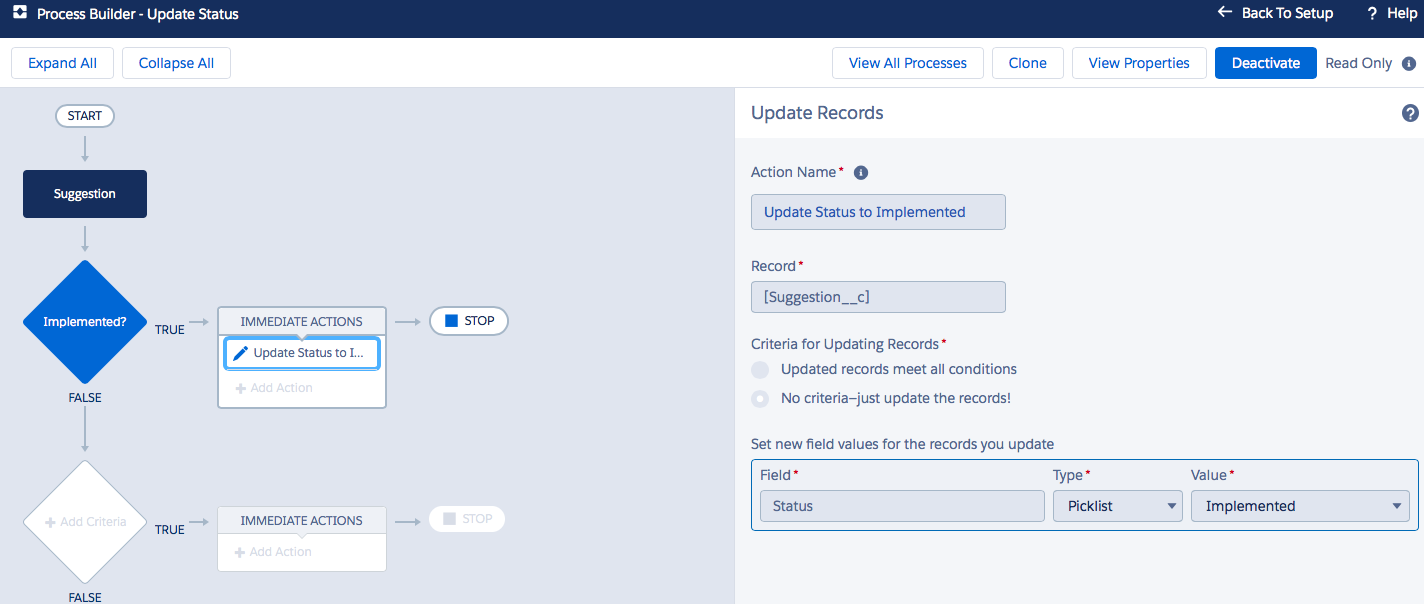 Process Builder - Update Status
Back To Setup
? Help
Expand All
Collapse All
View All Processes
Clone
View Properties
Deactivate
Read Only
START
Suggestion
Implemented?
TRUE
IMMEDIATE ACTIONS
Update Status to I...
Add Action
STOP
FALSE
Add Criteria
TRUE
IMMEDIATE ACTIONS
Add Action
STOP
FALSE
Update Records
Action Name*
Update Status to Implemented
Record*
[Suggestion__c]
Criteria for Updating Records*
Updated records meet all conditions
No criteria—just update the records!
Set new field values for the records you update
Field* Type* Value*
Status Picklist Implemented